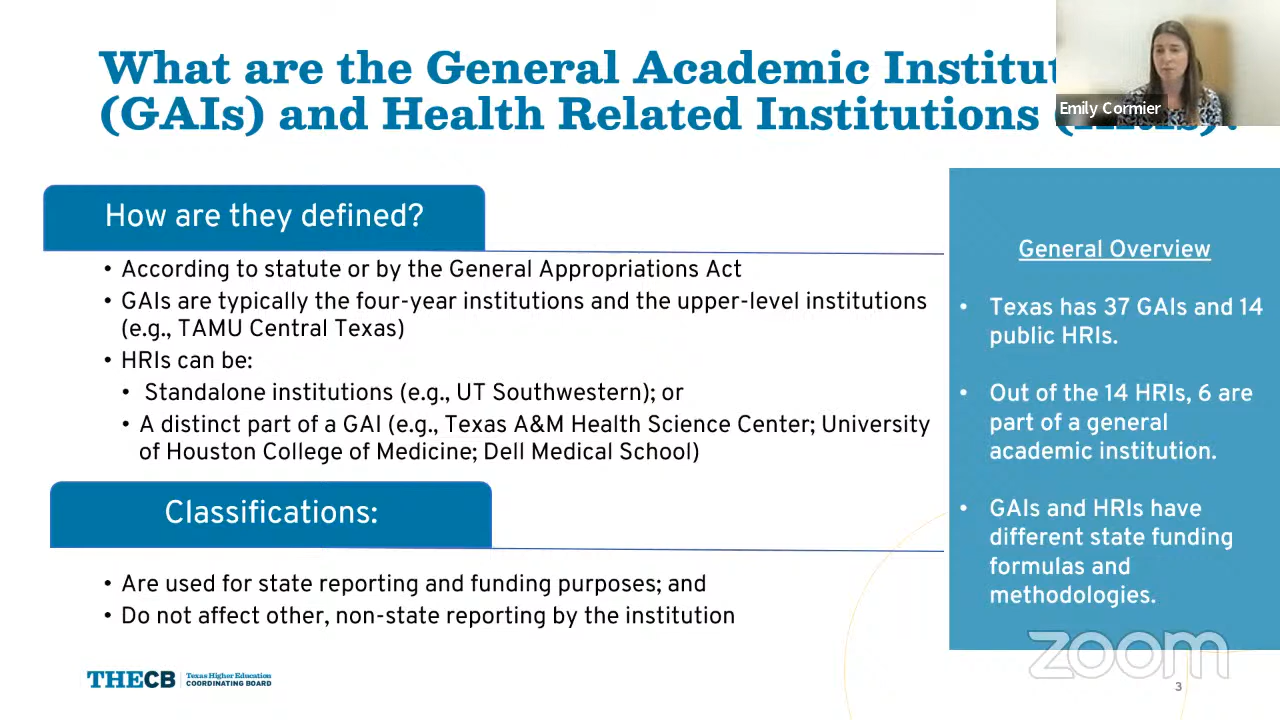 What are the General Academic Institut
(GAIs) and Health Related Institutions
Emily Cormier
How are they defined?
• According to statute or by the General Appropriations Act
• GAIs are typically the four-year institutions and the upper-level institutions
(e.g., TAMU Central Texas)
• HRIs can be:
• Standalone institutions (e.g., UT Southwestern); or
• A distinct part of a GAI (e.g., Texas A&M Health Science Center; University
of Houston College of Medicine; Dell Medical School)
Classifications:
• Are used for state reporting and funding purposes; and
• Do not affect other, non-state reporting by the institution
General Overview
• Texas has 37 GAIs and 14
public HRIs.
• Out of the 14 HRIs, 6 are
part of a general
academic institution.
• GAIs and HRIs have
different state funding
formulas and
methodologies.
zoom
THECB
Texas Higher Education
COORDINATING BOARD
3